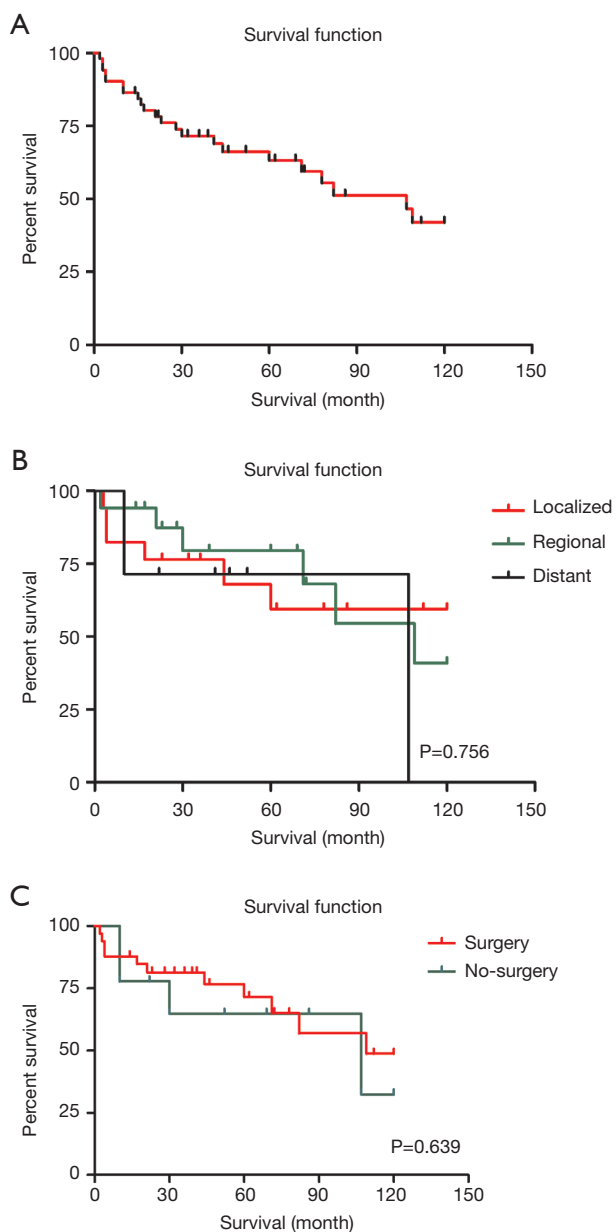 A
Survival function
100
75
50
25
0
Percent survival
0 30 60 90 120 150
Survival (month)
B
Survival function
100
75
50
25
0
Percent survival
Localized
Regional
Distant
P=0.756
0 30 60 90 120 150
Survival (month)
C
Survival function
100
75
50
25
0
Percent survival
Surgery
No-surgery
P=0.639
0 30 60 90 120 150
Survival (month)